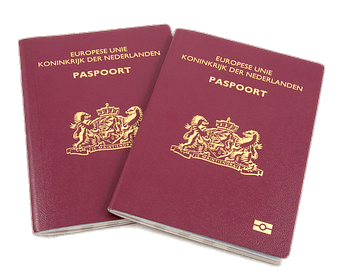 EUROPESE UNIE
KONINKRIJK DER NEDERLANDEN
PASPOORT
EUROPESE UNIE
KONINKRIJK DER NEDERLANDEN
PASPOORT